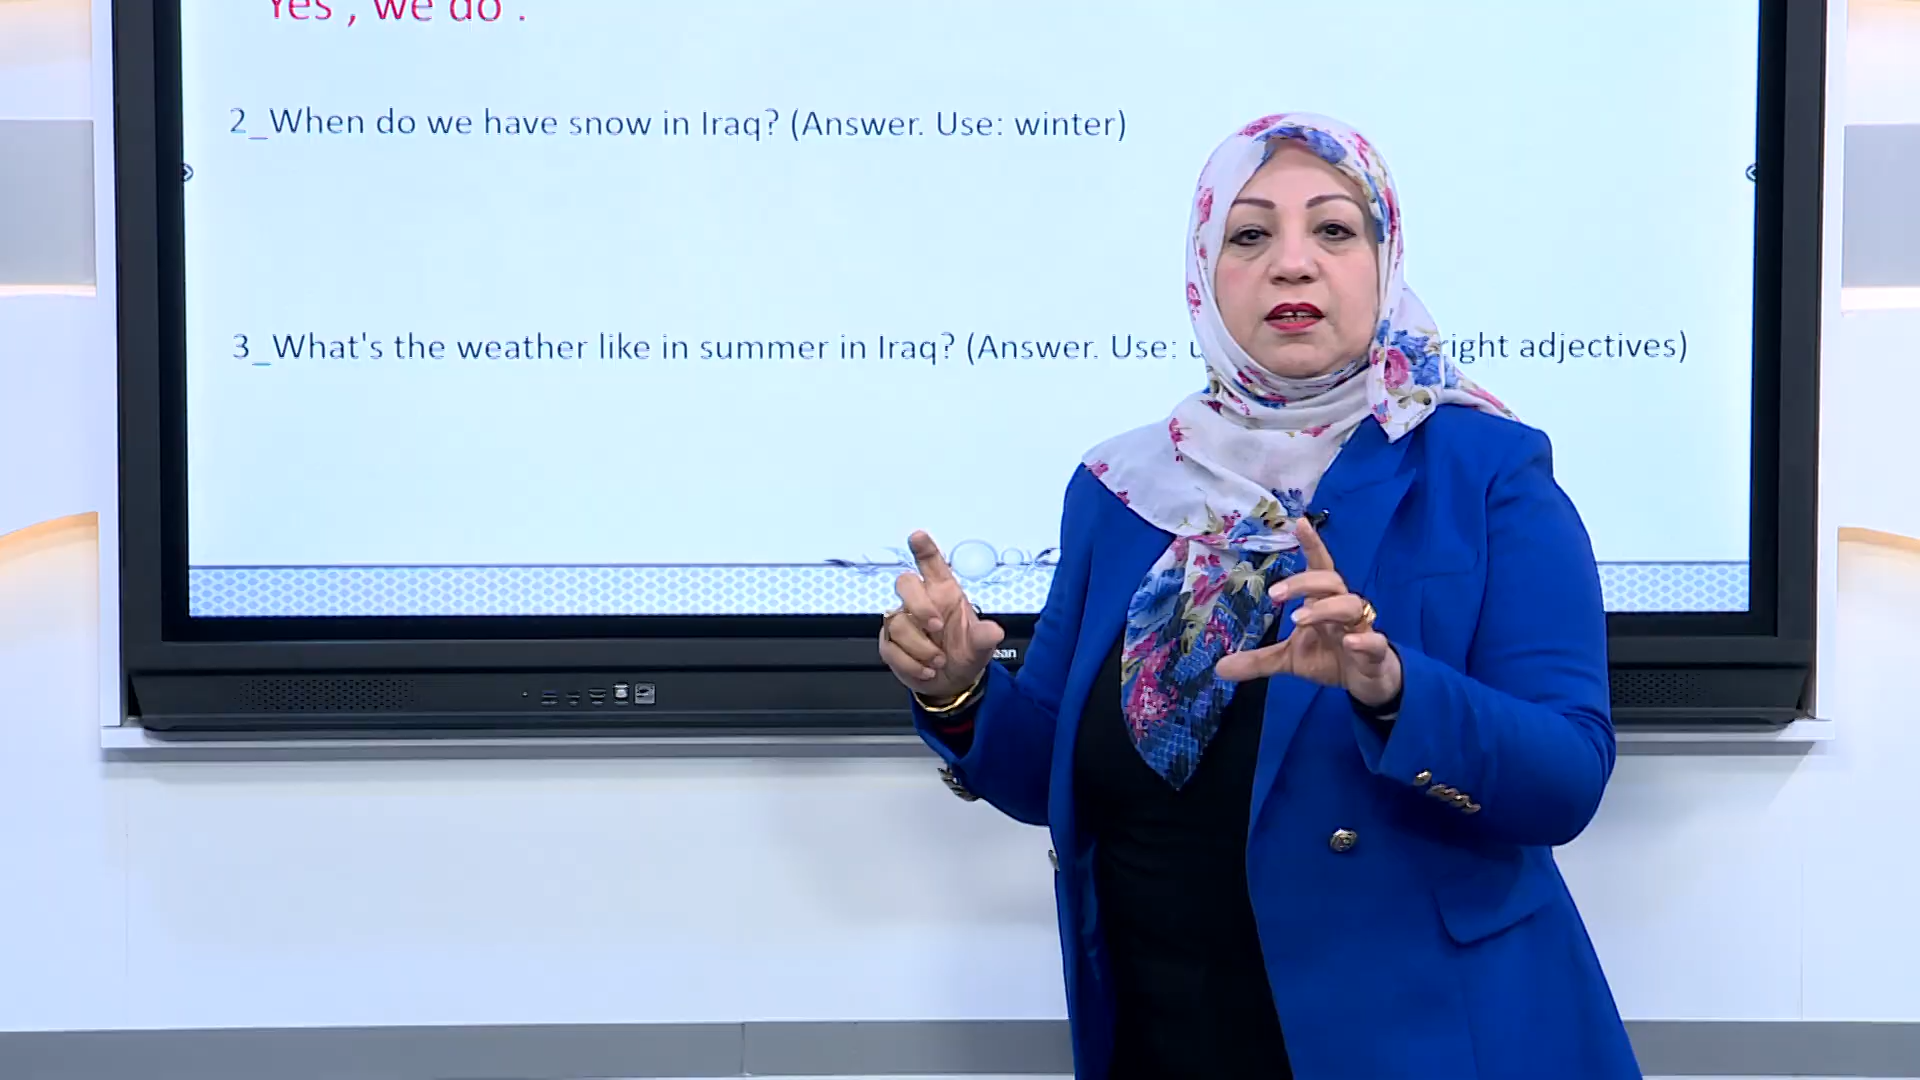 Yes , we do .
2_When do we have snow in Iraq? (Answer. Use: winter)
3_What's the weather like in summer in Iraq? (Answer. Use: right adjectives)